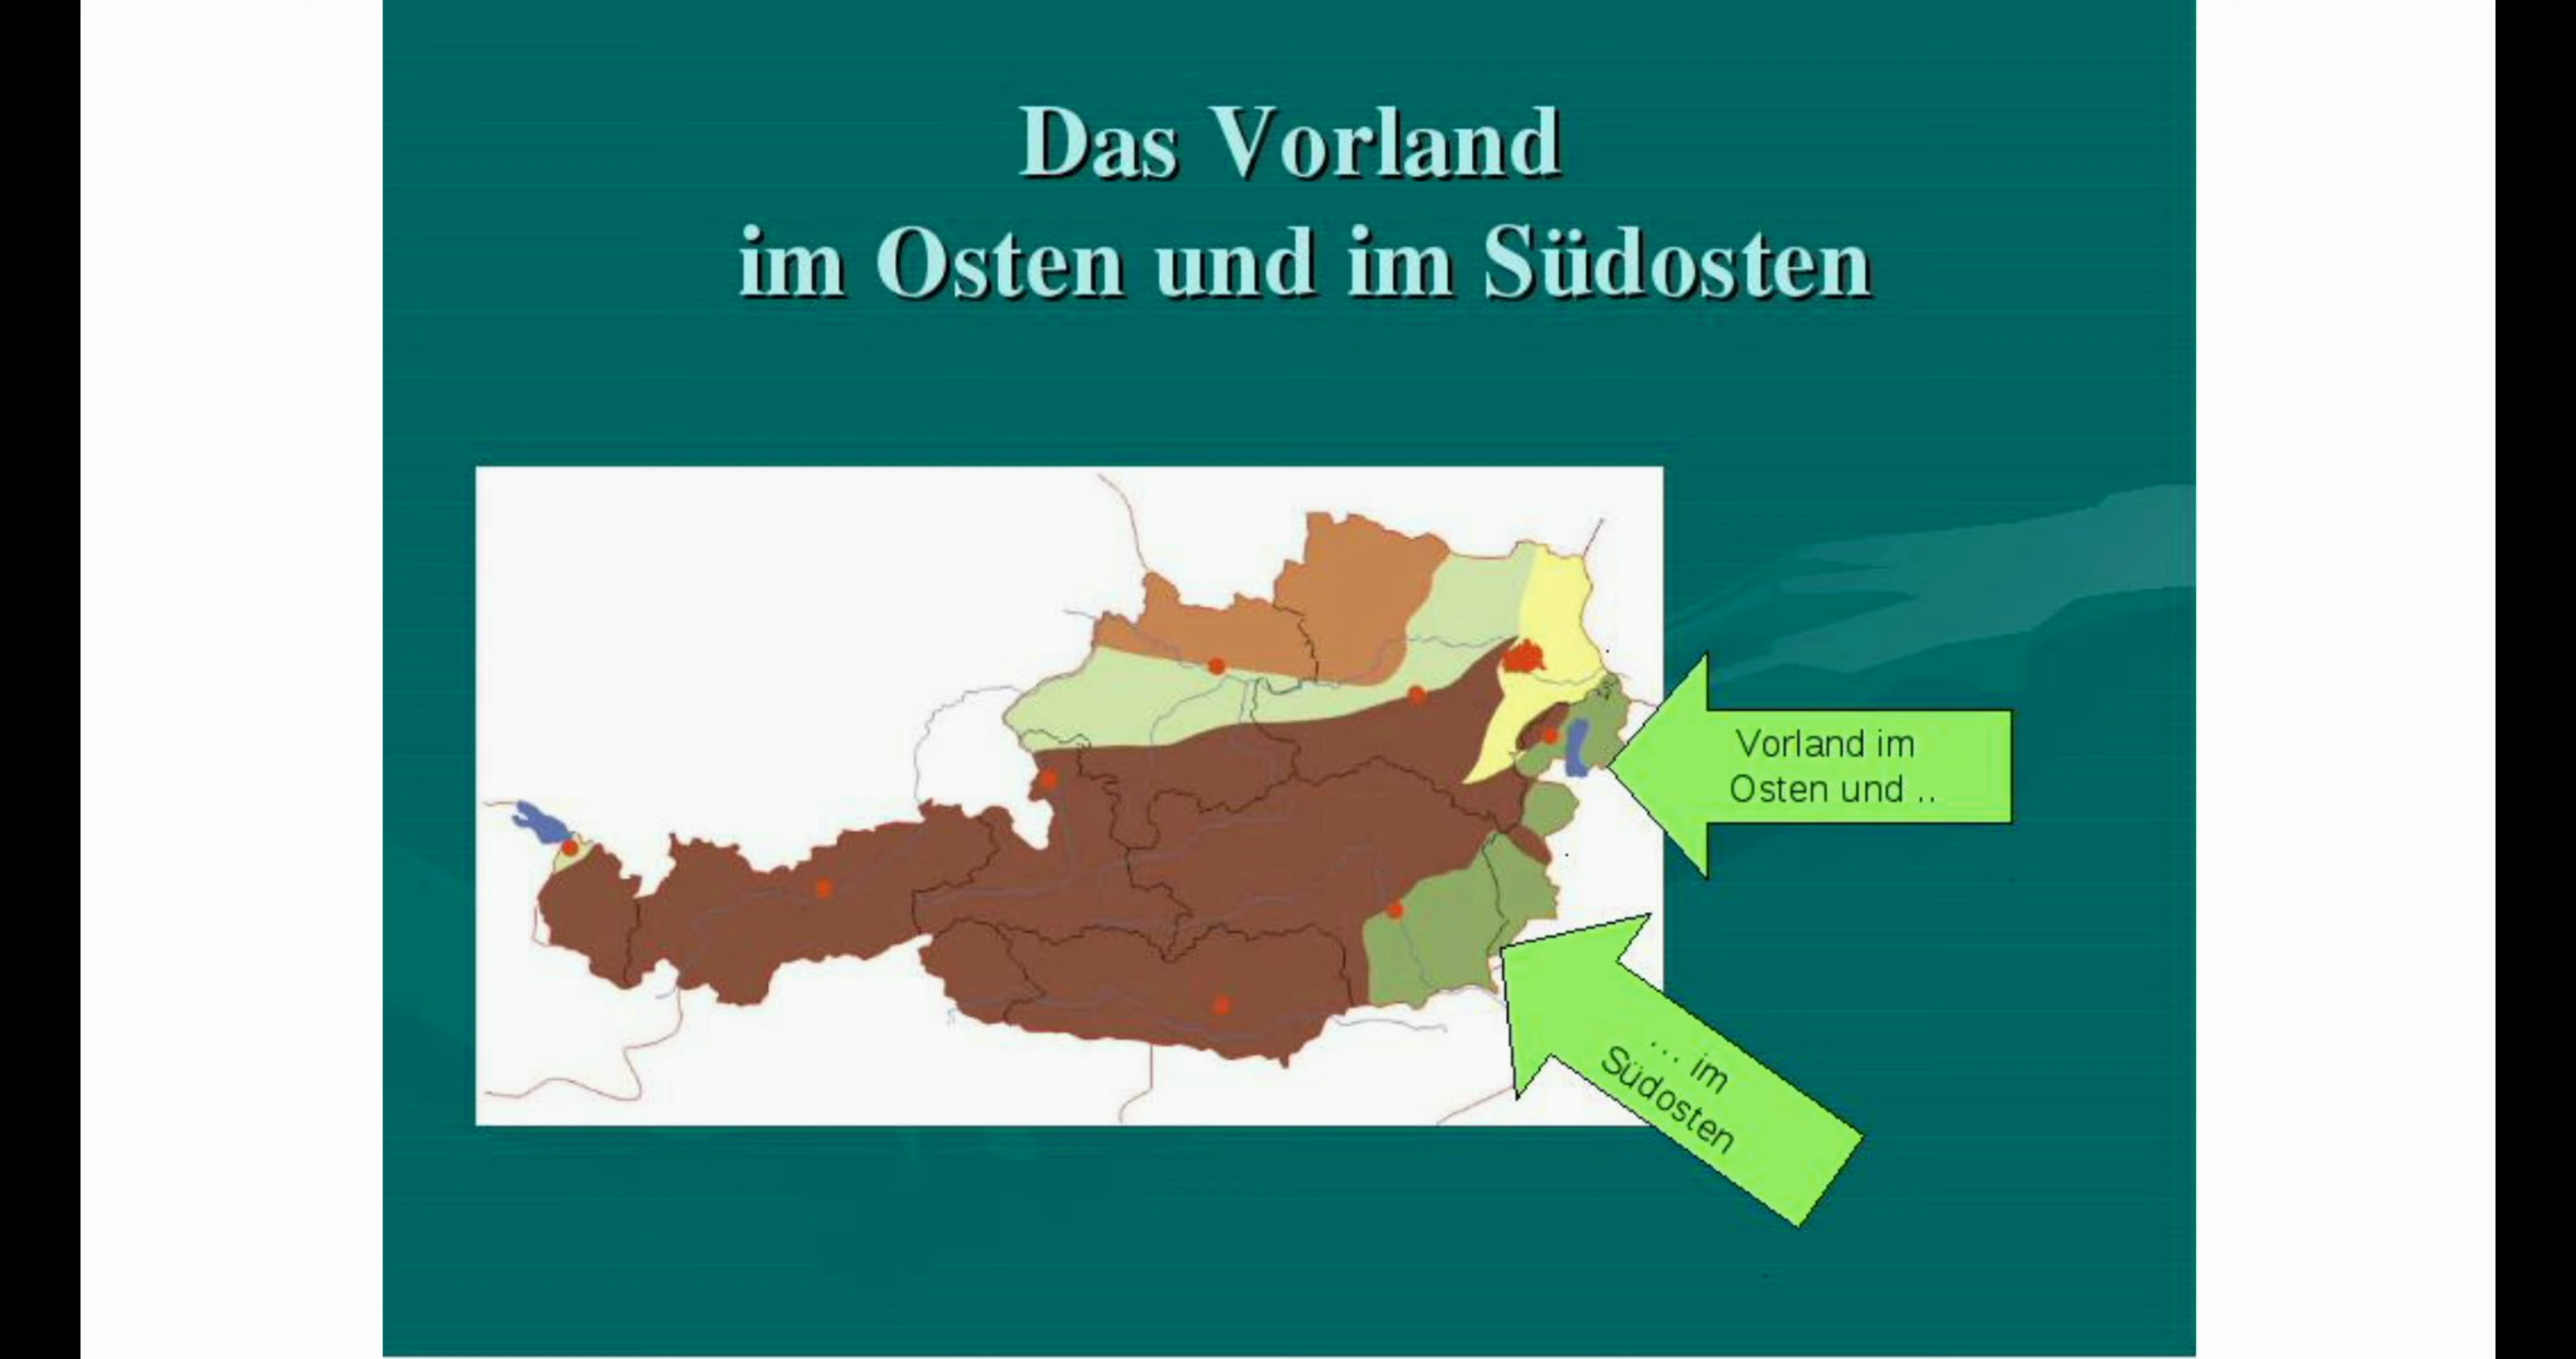 Das Vorland
im Osten und im Südosten
Vorland im
Osten und ..
... im
Südosten